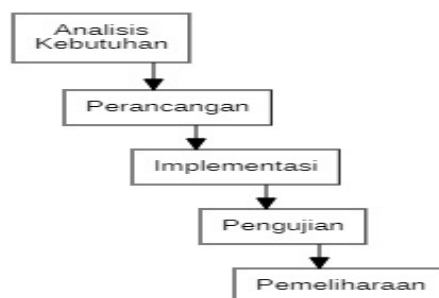 Analisis
Kebutuhan
Perancangan
Implementasi
Pengujian
Pemeliharaan